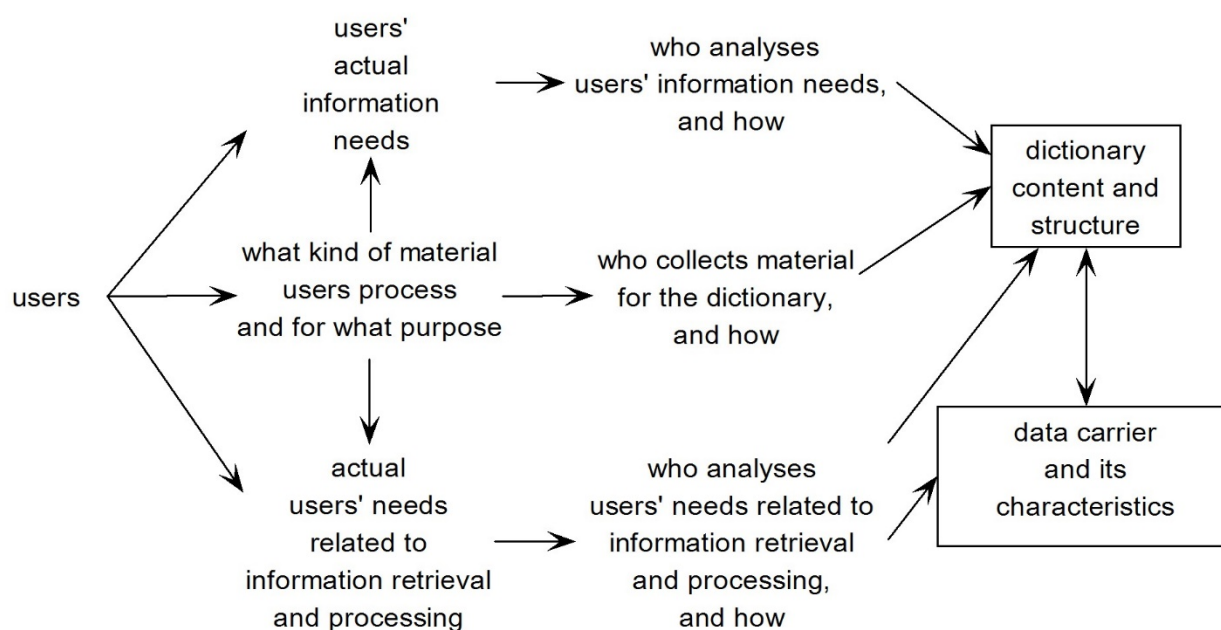 users'
actual
information
needs
who analyses
users' information needs,
and how
dictionary
content and
structure
users
what kind of material
users process
and for what purpose
who collects material
for the dictionary,
and how
actual
users' needs
related to
information retrieval
and processing
who analyses
users' needs related to
information retrieval
and processing,
and how
data carrier
and its
characteristics